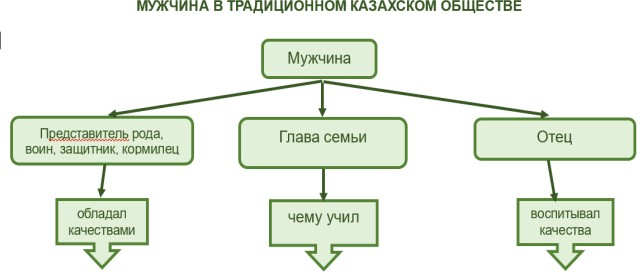 МУЖЧИНА В ТРАДИЦИОННОМ КАЗАХСКОМ ОБЩЕСТВЕ
Мужчина
Представитель рода,
воин, защитник, кормилец
Глава семьи
Отец
обладал
качествами
чему учил
воспитывал
качества